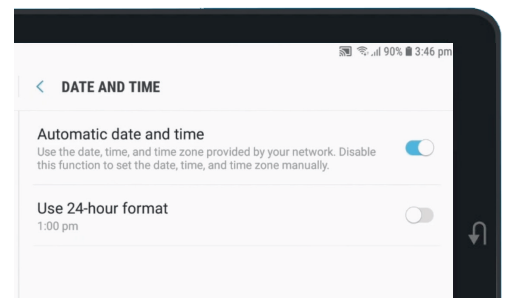 90% 3:46 pm
DATE AND TIME
Automatic date and time
Use the date, time, and time zone provided by your network. Disable
this function to set the date, time, and time zone manually.
Use 24-hour format
1:00 pm